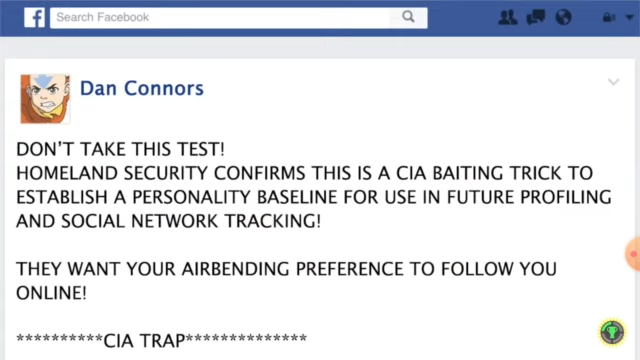 f Search Facebook
Dan Connors
DON'T TAKE THIS TEST!
HOMELAND SECURITY CONFIRMS THIS IS A CIA BAITING TRICK TO
ESTABLISH A PERSONALITY BASELINE FOR USE IN FUTURE PROFILING
AND SOCIAL NETWORK TRACKING!
THEY WANT YOUR AIRBENDING PREFERENCE TO FOLLOW YOU
ONLINE!
**********CIA TRAP**************